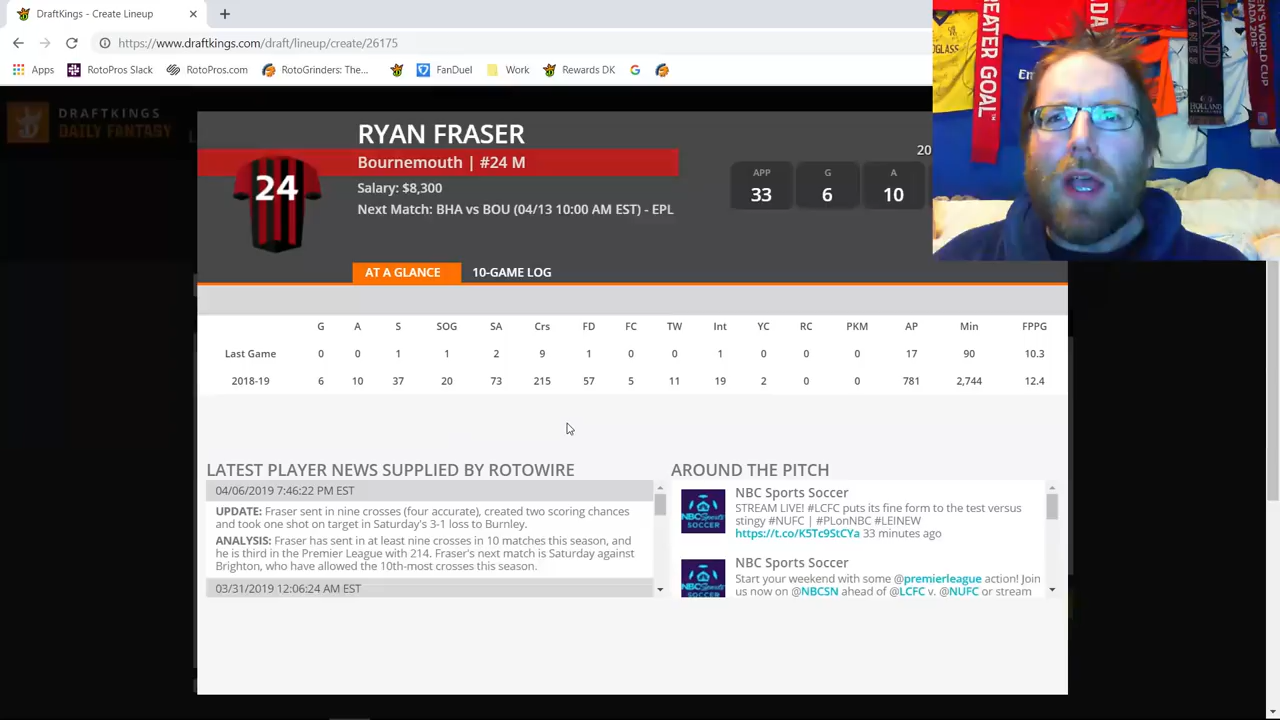 DraftKings - Create Lineup
https://www.draftkings.com/draft/lineup/create/26175
Apps RotoPros Slack RotoPros.com RotoGrinders: The... FanDuel Work Rewards DK
DRAFTKINGS
DAILY FANTASY
RYAN FRASER
Bournemouth | #24 M
24
Salary: $8,300
Next Match: BHA vs BOU (04/13 10:00 AM EST) - EPL
20
APP G A
33 6 10
AT A GLANCE 10-GAME LOG
G A S SOG SA Crs FD FC TW Int YC RC PKM AP Min FPPG
Last Game 0 0 1 1 2 9 1 0 0 1 0 0 0 17 90 10.3
2018-19 6 10 37 20 73 215 57 5 11 19 2 0 0 781 2,744 12.4
LATEST PLAYER NEWS SUPPLIED BY ROTOWIRE
04/06/2019 7:46:22 PM EST
UPDATE: Fraser sent in nine crosses (four accurate), created two scoring chances
and took one shot on target in Saturday's 3-1 loss to Burnley.
ANALYSIS: Fraser has sent in at least nine crosses in 10 matches this season, and
he is third in the Premier League with 214. Fraser's next match is Saturday against
Brighton, who have allowed the 10th-most crosses this season.
03/31/2019 12:06:24 AM EST
AROUND THE PITCH
NBC SPORTS SOCCER
NBC Sports Soccer
STREAM LIVE! #LCFC puts its fine form to the test versus
stingy #NUFC | #PLonNBC #LEINEW
https://t.co/K5Tc9StCYa 33 minutes ago
NBC SPORTS SOCCER
NBC Sports Soccer
Start your weekend with some @premierleague action! Join
us now on @NBCSN ahead of @LCFC v. @NUFC or stream
GREATER GOAL™
HOLLAND